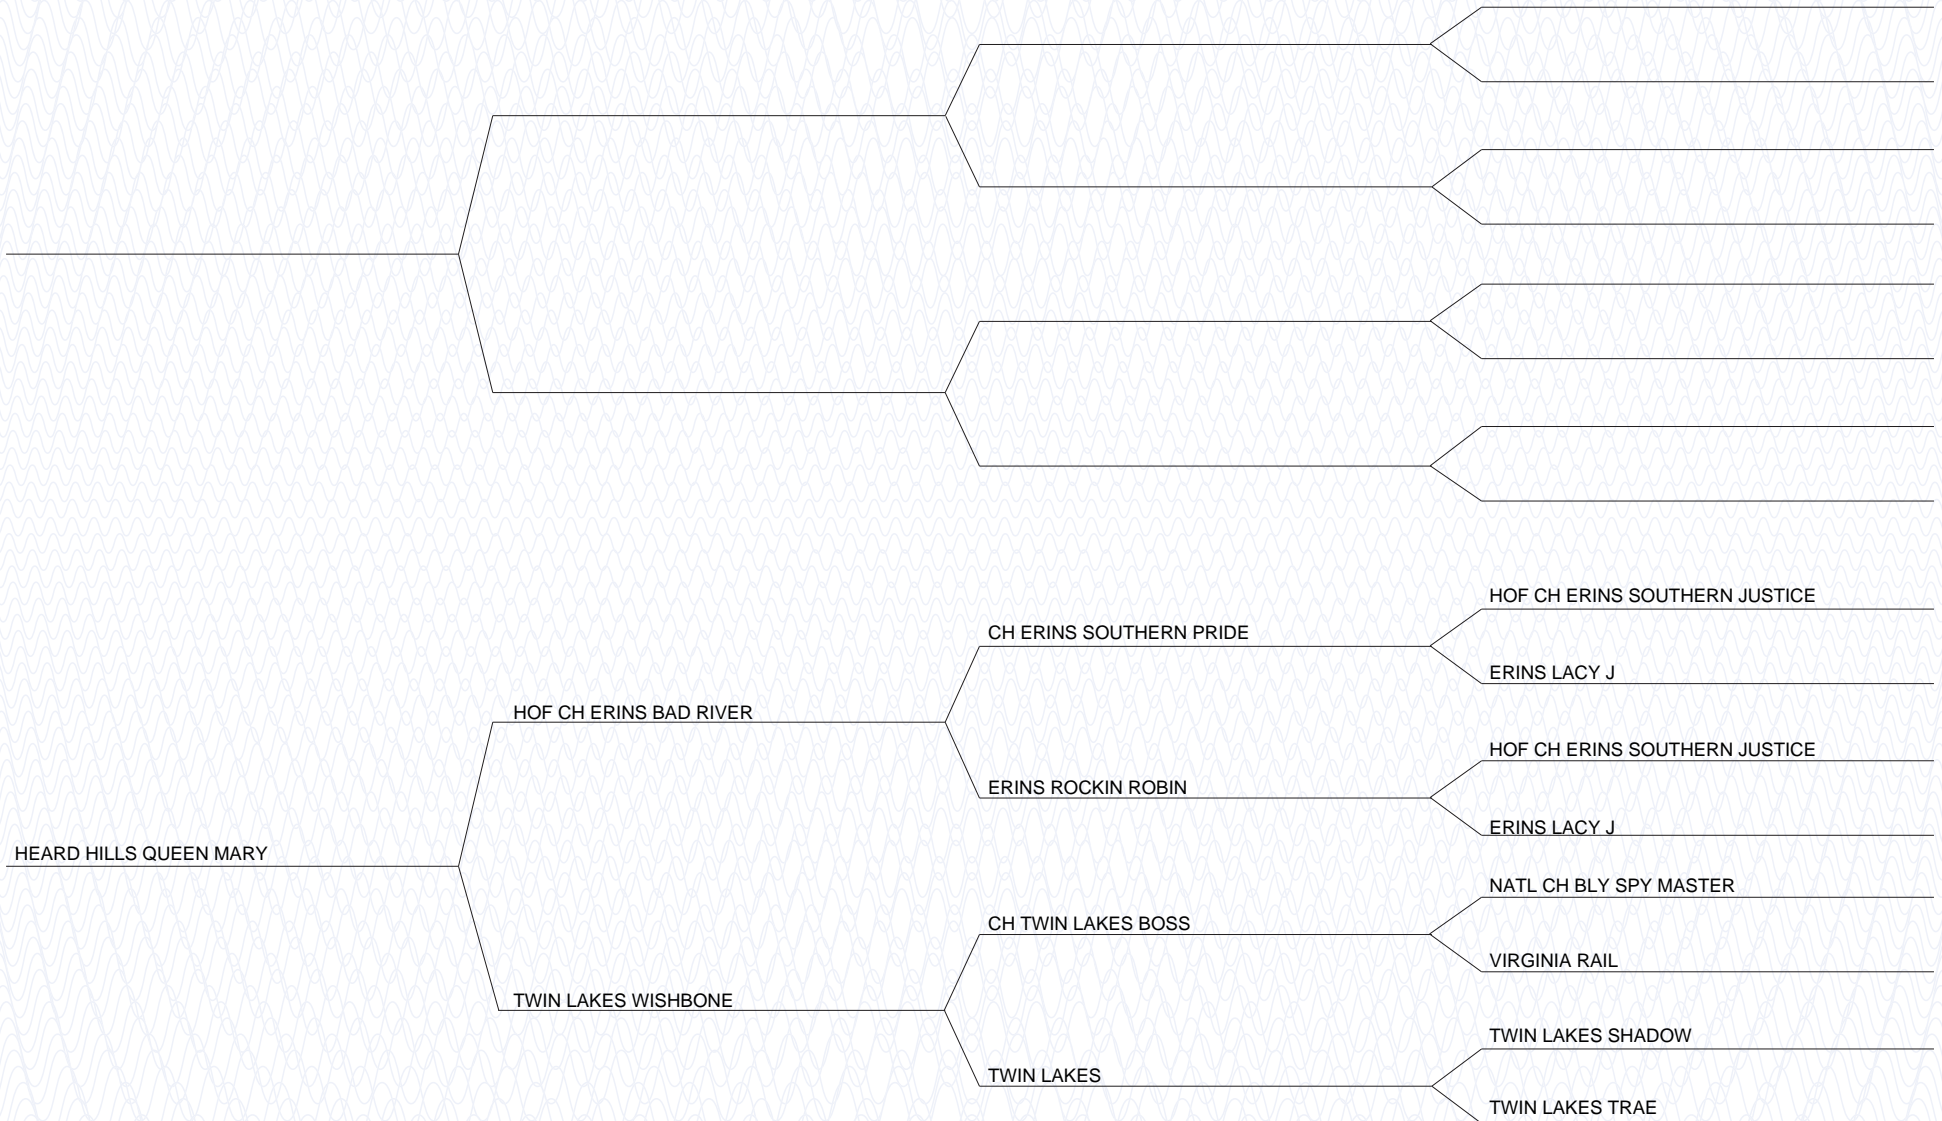 HOF CH ERINS SOUTHERN JUSTICE
CH ERINS SOUTHERN PRIDE
ERINS LACY J
HOF CH ERINS BAD RIVER
HOF CH ERINS SOUTHERN JUSTICE
ERINS ROCKIN ROBIN
ERINS LACY J
HEARD HILLS QUEEN MARY
NATL CH BLY SPY MASTER
CH TWIN LAKES BOSS
VIRGINIA RAIL
TWIN LAKES WISHBONE
TWIN LAKES SHADOW
TWIN LAKES
TWIN LAKES TRAE